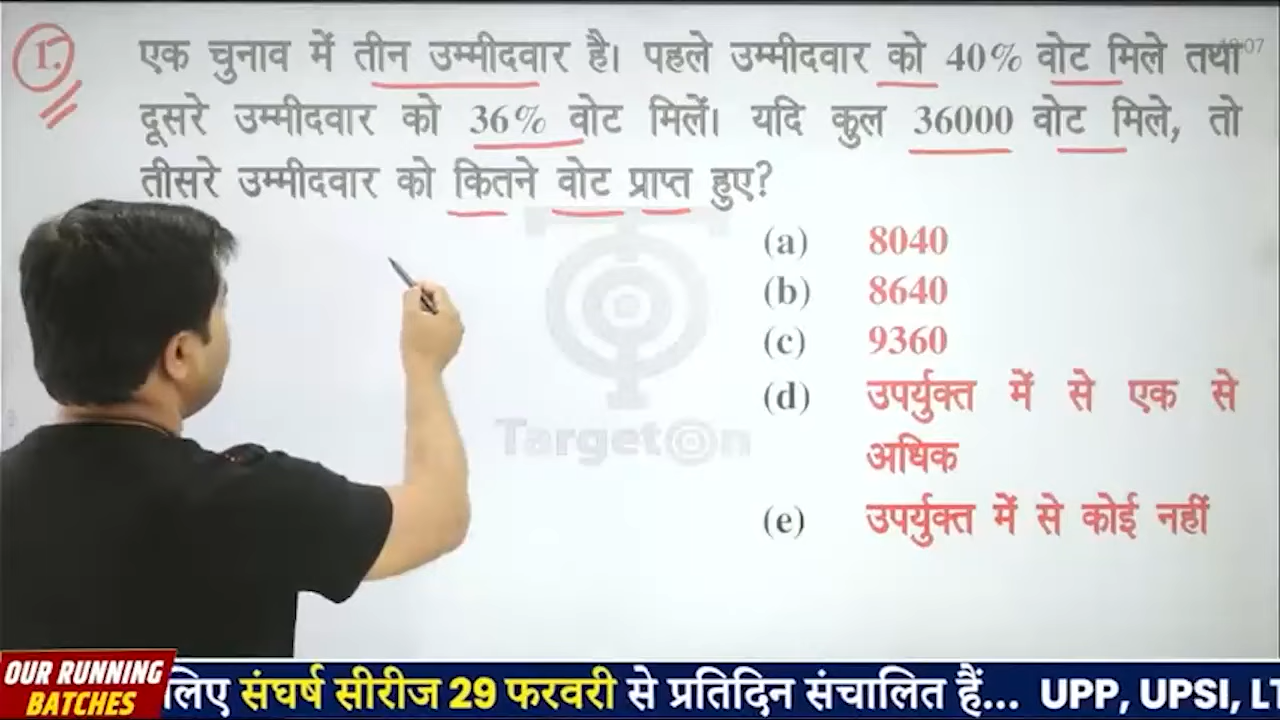 1.
एक चुनाव में तीन उम्मीदवार है। पहले उम्मीदवार को 40% वोट मिले तथा
दूसरे उम्मीदवार को 36% वोट मिलें। यदि कुल 36000 वोट मिले, तो
तीसरे उम्मीदवार को कितने वोट प्राप्त हुए?
(a) 8040
(b) 8640
(c) 9360
(d) उपर्युक्त में से एक से
अधिक
(e) उपर्युक्त में से कोई नहीं
TargetOn
OUR RUNNING
BATCHES
लिए संघर्ष सीरीज 29 फरवरी से प्रतिदिन संचालित हैं... UPP, UPSI, LT